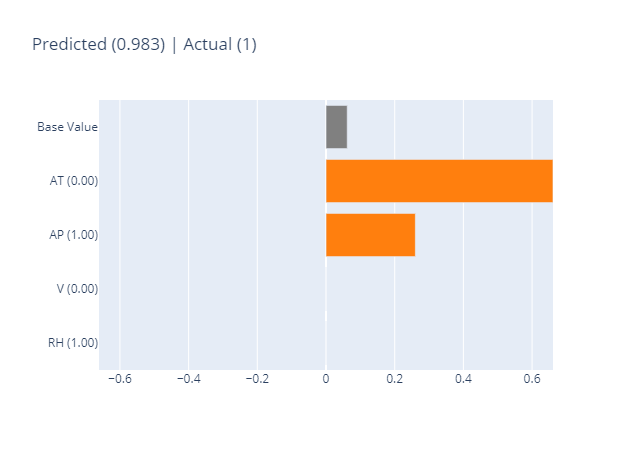 Predicted (0.983) | Actual (1)
Base Value
AT (0.00)
AP (1.00)
V (0.00)
RH (1.00)
−0.6 −0.4 −0.2 0 0.2 0.4 0.6